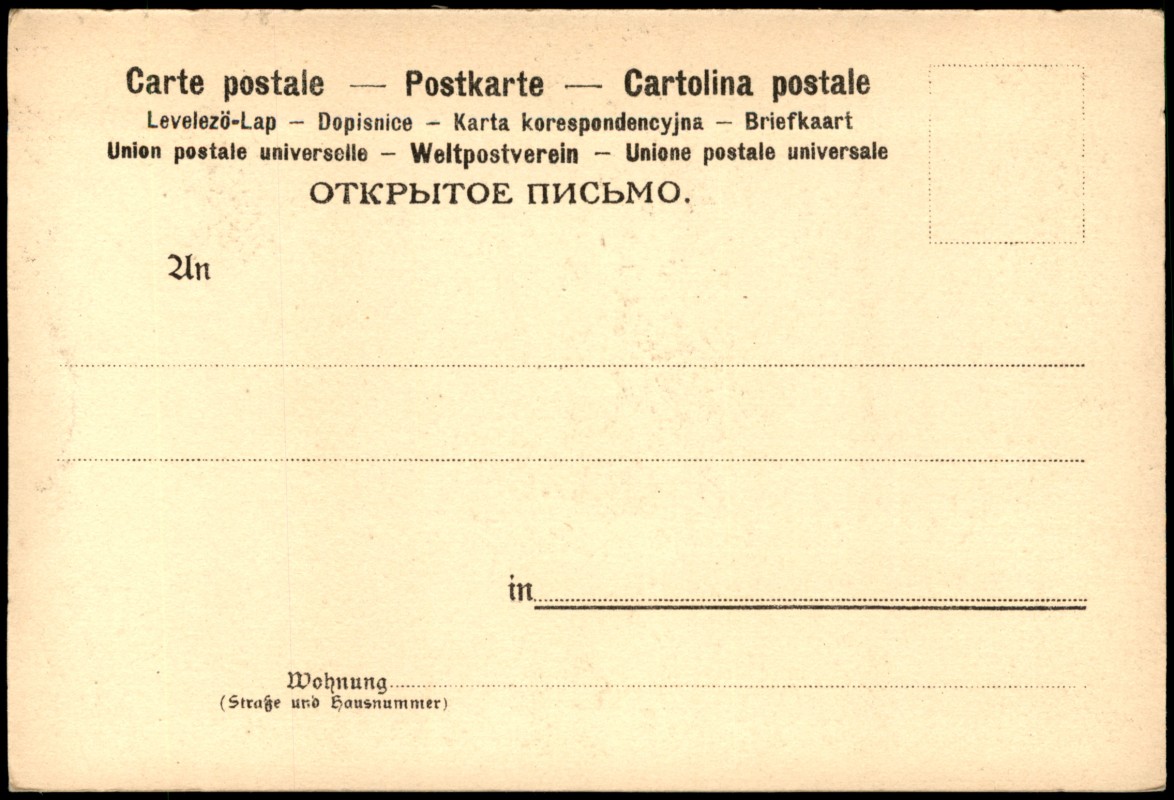 Carte postale — Postkarte — Cartolina postale
Levelezö-Lap — Dopisnice — Karta korespondencyjna — Briefkaart
Union postale universelle — Weltpostverein — Unione postale universale
ОТКРЫТОЕ ПИСЬМО.
An
in
Wohnung
(Straße und Hausnummer)